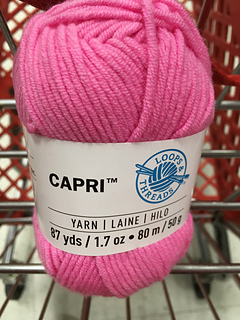 CAPRI™
LOOPS &
THREADS®
YARN | LAINE | HILO
87 yds / 1.7 oz • 80 m / 50 g